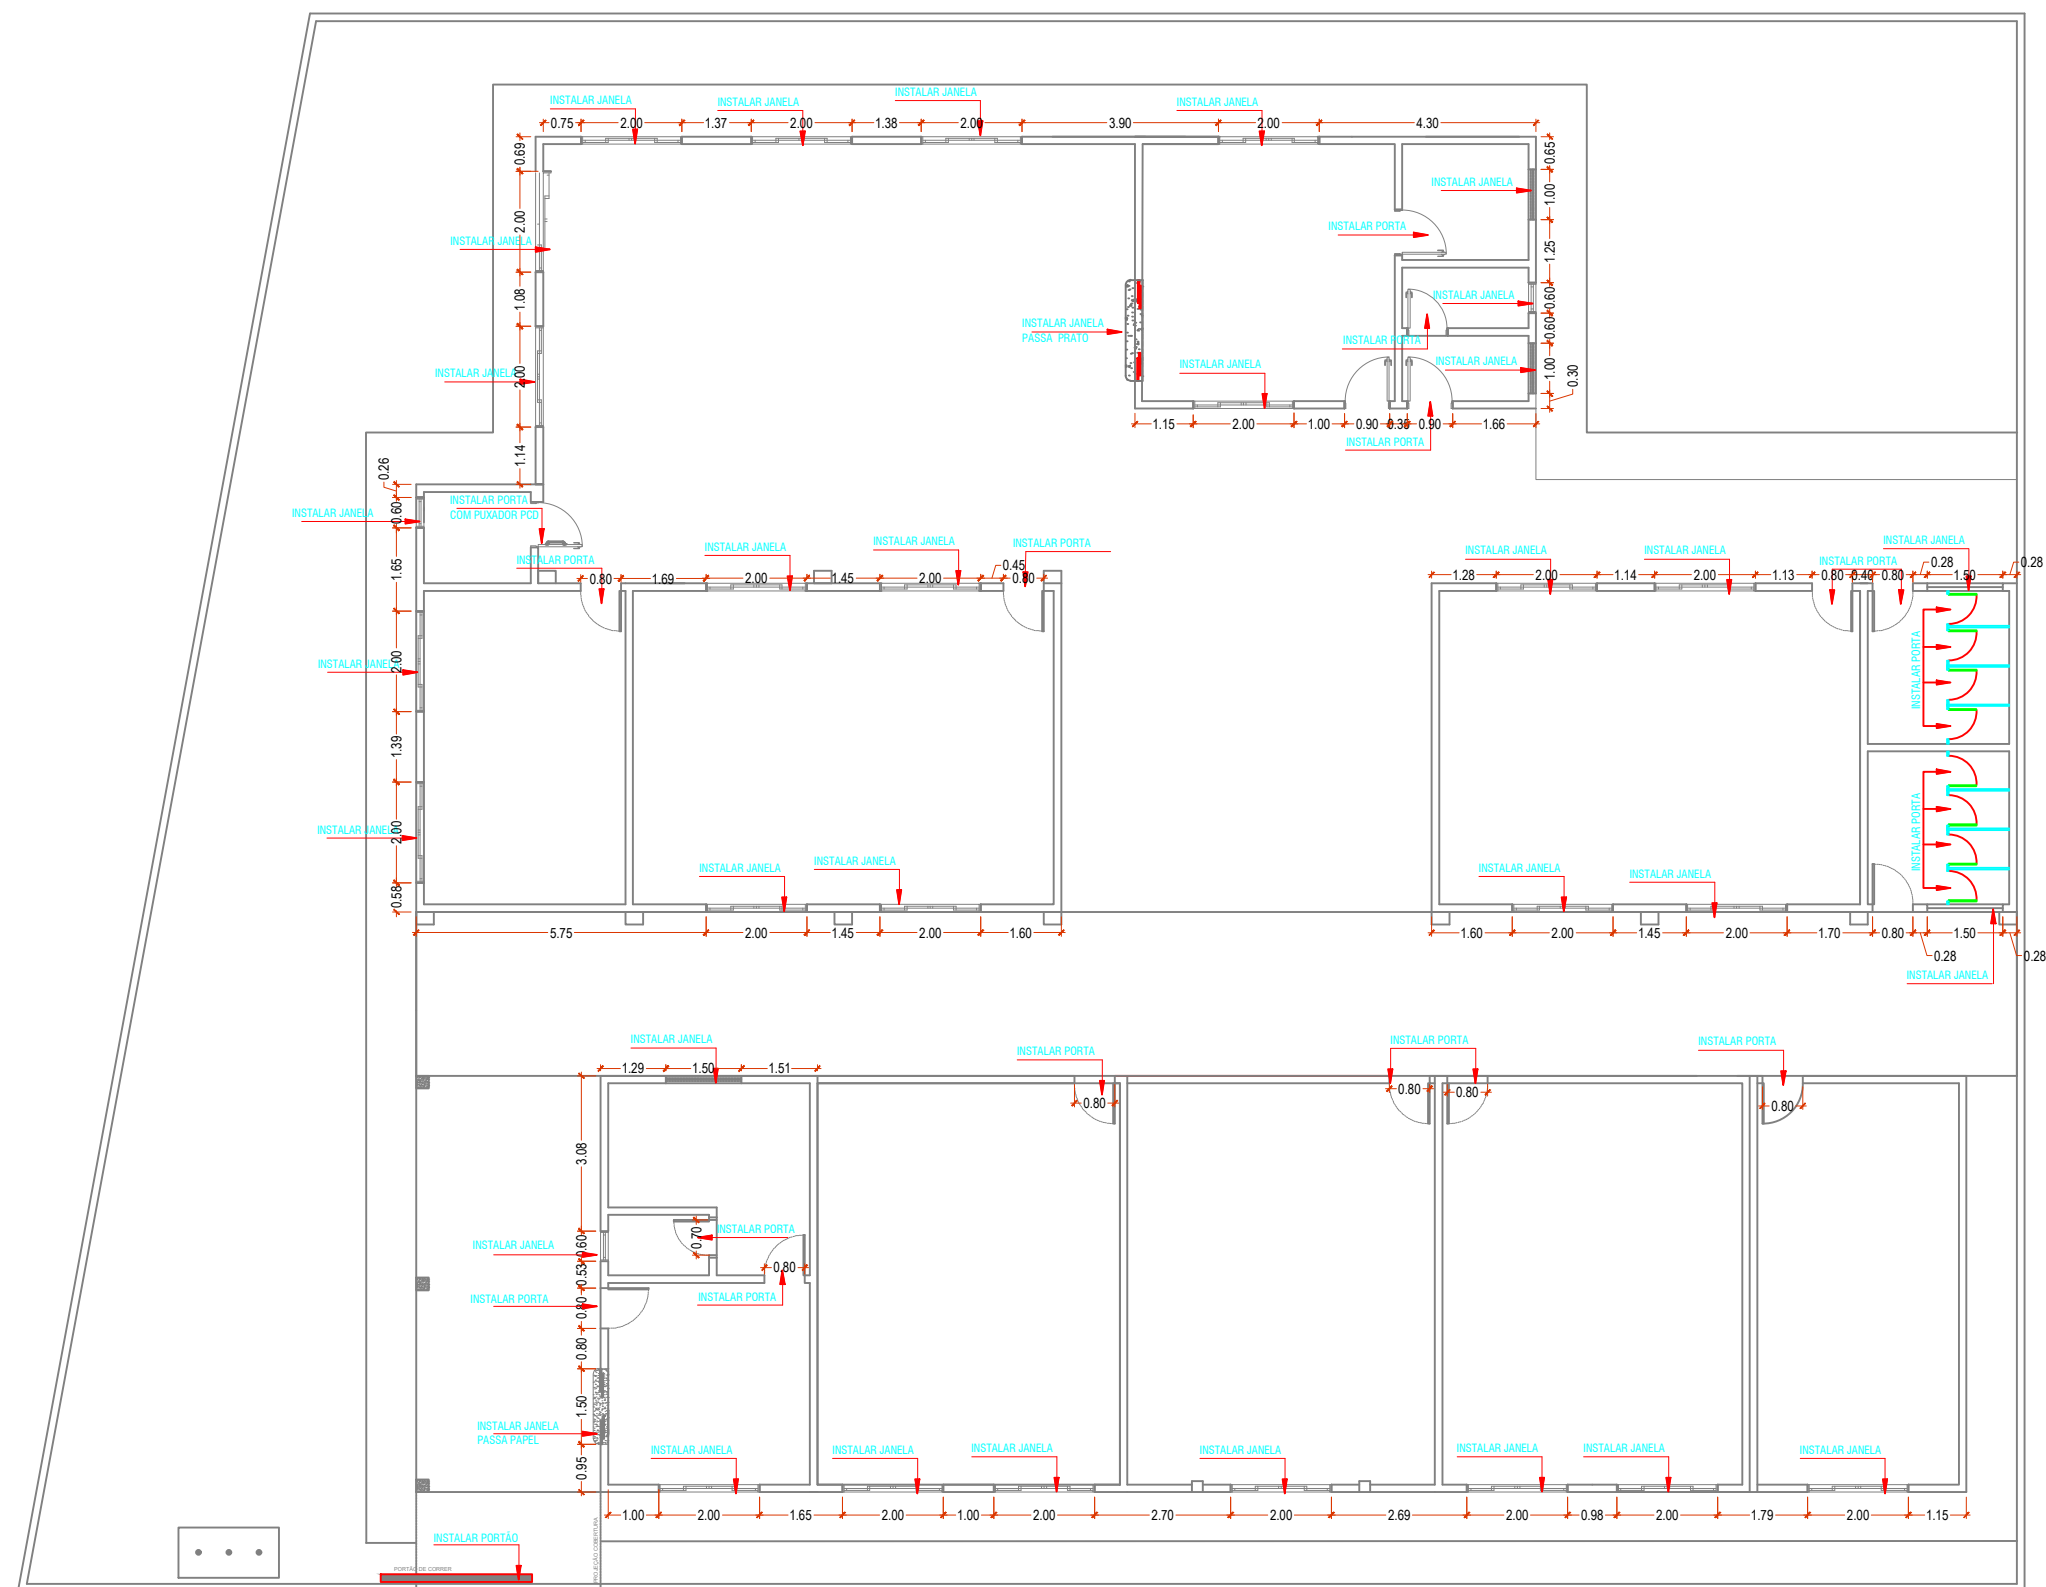 INSTALAR JANELA
INSTALAR JANELA
INSTALAR JANELA
INSTALAR JANELA
0.75
2.00
1.37
2.00
1.38
2.00
3.90
2.00
4.30
0.69
2.00
1.08
2.00
1.14
0.65
1.00
1.25
0.60
0.60
1.00
0.30
INSTALAR JANELA
INSTALAR PORTA
INSTALAR JANELA
INSTALAR JANELA
INSTALAR JANELA
PASSA PRATO
INSTALAR PORTA
INSTALAR JANELA
INSTALAR JANELA
INSTALAR JANELA
1.15
2.00
1.00
0.90
0.35
0.90
1.66
INSTALAR PORTA
0.26
0.60
1.65
2.00
1.39
2.00
0.58
INSTALAR PORTA
COM PUXADOR PCD
INSTALAR JANELA
INSTALAR PORTA
INSTALAR JANELA
INSTALAR JANELA
INSTALAR PORTA
0.80
1.69
2.00
1.45
2.00
0.45
0.80
INSTALAR JANELA
INSTALAR JANELA
INSTALAR PORTA
INSTALAR JANELA
1.28
2.00
1.14
2.00
1.13
0.80
0.40
0.80
0.28
1.50
0.28
INSTALAR PORTA
INSTALAR PORTA
INSTALAR JANELA
INSTALAR JANELA
INSTALAR JANELA
INSTALAR JANELA
INSTALAR JANELA
INSTALAR JANELA
5.75
2.00
1.45
2.00
1.60
1.60
2.00
1.45
2.00
1.70
0.80
0.28
1.50
0.28
INSTALAR JANELA
INSTALAR JANELA
INSTALAR PORTA
INSTALAR PORTA
INSTALAR PORTA
1.29
1.50
1.51
0.80
0.80
0.80
0.80
3.08
0.60
0.53
0.80
0.80
1.50
0.95
INSTALAR PORTA
0.70
INSTALAR JANELA
0.80
INSTALAR PORTA
INSTALAR PORTA
INSTALAR JANELA
PASSA PAPEL
INSTALAR JANELA
INSTALAR JANELA
INSTALAR JANELA
INSTALAR JANELA
INSTALAR JANELA
INSTALAR JANELA
INSTALAR JANELA
1.00
2.00
1.65
2.00
1.00
2.00
2.70
2.00
2.69
2.00
0.98
2.00
1.79
2.00
1.15
INSTALAR PORTÃO
PORTÃO DE CORRER
PROJEÇÃO COBERTURA